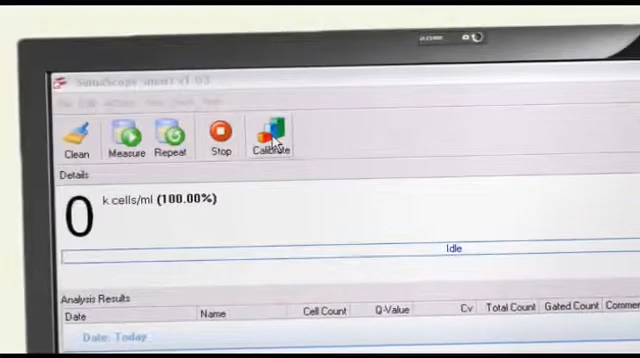 Clean Measure Repeat Stop Calibrate
Details
0 k cells/ml (100.00%)
Idle
Analysis Results
Date Name Cell Count Q-Value Cv Total Count Gated Count Comme
Date: Today